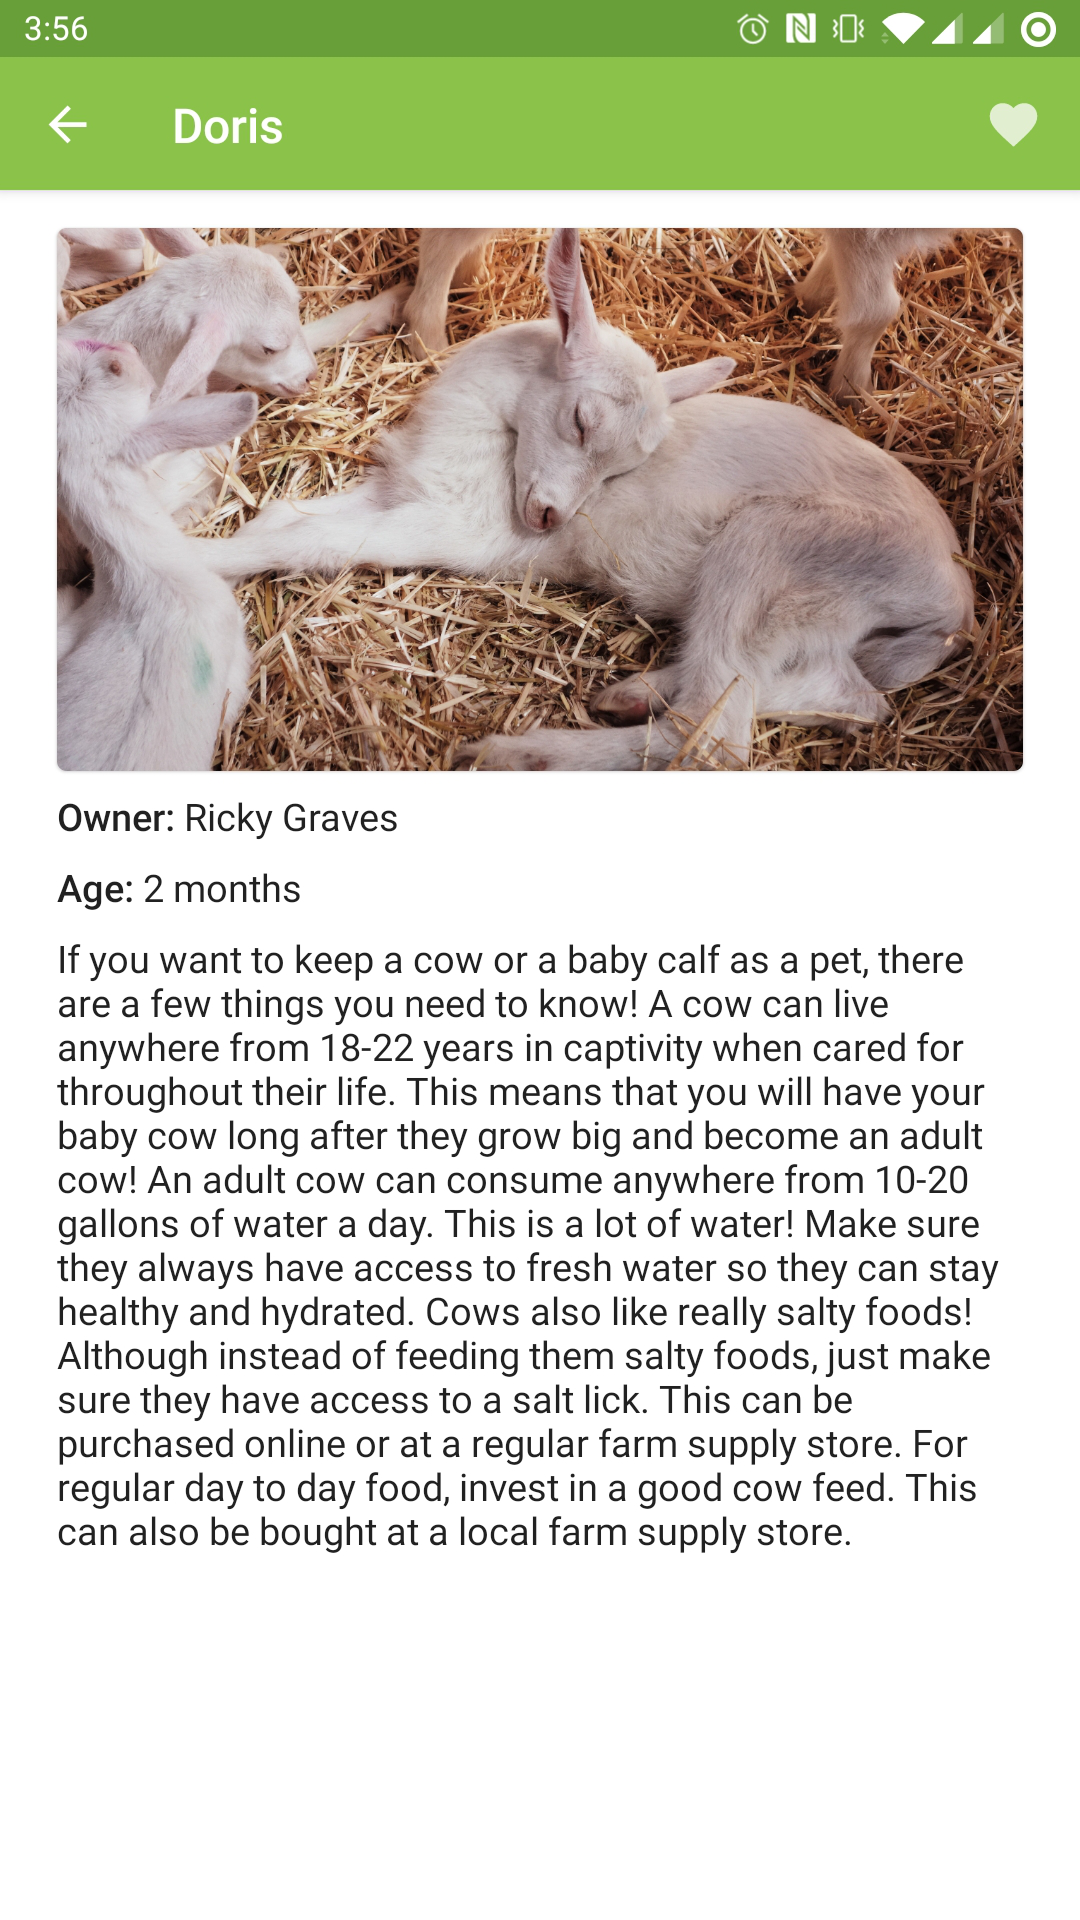 3:56
Doris
Owner: Ricky Graves
Age: 2 months
If you want to keep a cow or a baby calf as a pet, there
are a few things you need to know! A cow can live
anywhere from 18-22 years in captivity when cared for
throughout their life. This means that you will have your
baby cow long after they grow big and become an adult
cow! An adult cow can consume anywhere from 10-20
gallons of water a day. This is a lot of water! Make sure
they always have access to fresh water so they can stay
healthy and hydrated. Cows also like really salty foods!
Although instead of feeding them salty foods, just make
sure they have access to a salt lick. This can be
purchased online or at a regular farm supply store. For
regular day to day food, invest in a good cow feed. This
can also be bought at a local farm supply store.